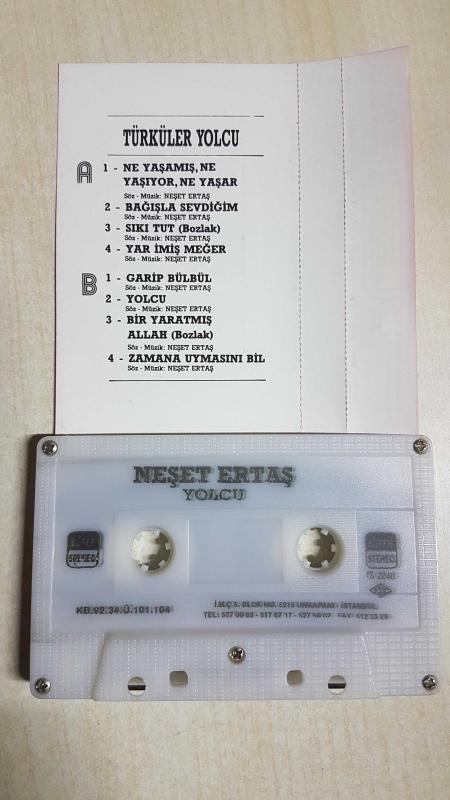 TÜRKÜLER YOLCU
A
1 - NE YAŞAMIŞ, NE
YAŞIYOR, NE YAŞAR
Söz - Müzik: NEŞET ERTAŞ
2 - BAĞIŞLA SEVDİĞİM
Söz - Müzik: NEŞET ERTAŞ
3 - SIKI TUT (Bozlak)
Söz - Müzik: NEŞET ERTAŞ
4 - YAR İMİŞ MEĞER
Söz - Müzik: NEŞET ERTAŞ
B
1 - GARİP BÜLBÜL
Söz - Müzik: NEŞET ERTAŞ
2 - YOLCU
Söz - Müzik: NEŞET ERTAŞ
3 - BİR YARATMIŞ
ALLAH (Bozlak)
Söz - Müzik: NEŞET ERTAŞ
4 - ZAMANA UYMASINI BİL
Söz - Müzik: NEŞET ERTAŞ
NEŞET ERTAŞ
YOLCU
STEREO
TS 2240
KB.92.34.Ü.101.104
İ.M.Ç 5. BLOK NO. 5215 UNKAPANI - İSTANBUL
TEL: